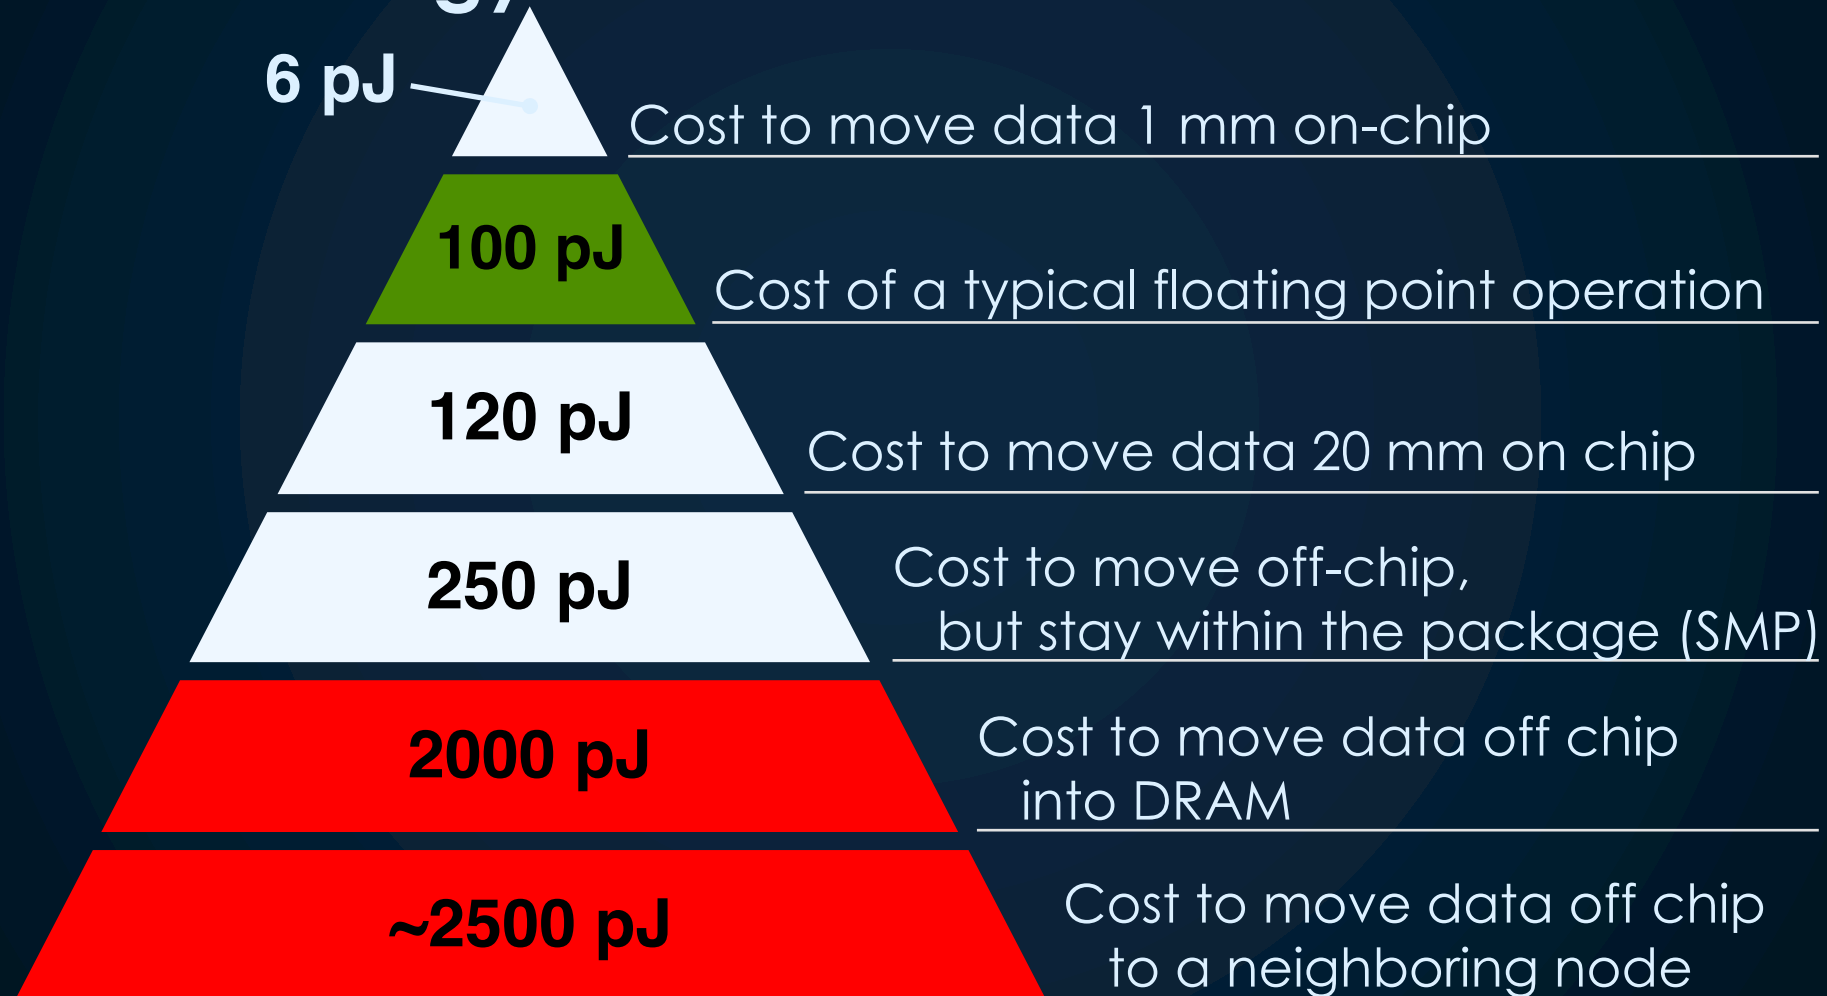 6 pJ
Cost to move data 1 mm on-chip
100 pJ
Cost of a typical floating point operation
120 pJ
Cost to move data 20 mm on chip
250 pJ
Cost to move off-chip,
but stay within the package (SMP)
2000 pJ
Cost to move data off chip
into DRAM
~2500 pJ
Cost to move data off chip
to a neighboring node